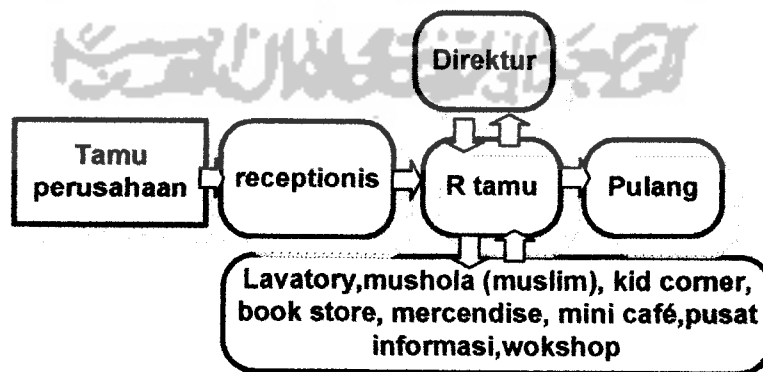 Direktur
Tamu
perusahaan
receptionis
R tamu
Pulang
Lavatory,mushola (muslim), kid corner,
book store, mercendise, mini café,pusat
informasi,wokshop